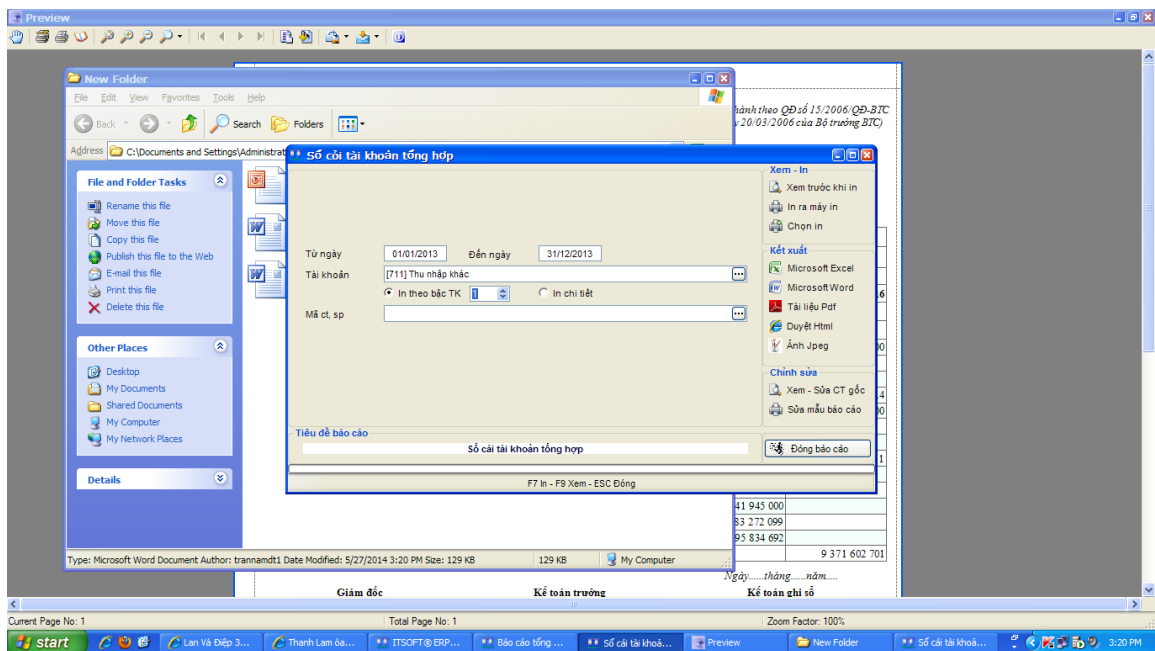 Preview
New Folder
File Edit View Favorites Tools Help
Back Search Folders
Address C:\Documents and Settings\Administrat
File and Folder Tasks
Rename this file
Move this file
Copy this file
Publish this file to the Web
E-mail this file
Print this file
Delete this file
Other Places
Desktop
My Documents
Shared Documents
My Computer
My Network Places
Details
Type: Microsoft Word Document Author: trannamdt1 Date Modified: 5/27/2014 3:20 PM Size: 129 KB 129 KB My Computer
hành theo QĐ số 15/2006/QĐ-BTC
20/03/2006 của Bộ trưởng BTC)
Sổ cỏi tài khoản tổng hợp
Từ ngày 01/01/2013 Đến ngày 31/12/2013
Tài khoản [711] Thu nhập khác
In theo bậc TK 1 In chi tiết
Mã ct, sp
Tiêu đề báo cáo
Sổ cái tài khoản tổng hợp
F7 In - F9 Xem - ESC Đóng
Xem - In
Xem trước khi in
In ra máy in
Chọn in
Kết xuất
Microsoft Excel
Microsoft Word
Tài liệu Pdf
Duyệt Html
Ảnh Jpeg
Chỉnh sửa
Xem - Sửa CT gốc
Sửa mẫu báo cáo
Đóng báo cáo
41 945 000
83 272 099
95 834 692
9 371 602 701
Ngày......tháng......năm.....
Giám đốc Kế toán trưởng Kế toán ghi sổ
Current Page No: 1 Total Page No: 1 Zoom Factor: 100%
start Lan Và Điệp 3... Thanh Lam ôa... ITSOFT® ERP... Báo cáo tổng ... Sổ cái tài khoả... Preview New Folder Sổ cái tài khoả... 3:20 PM